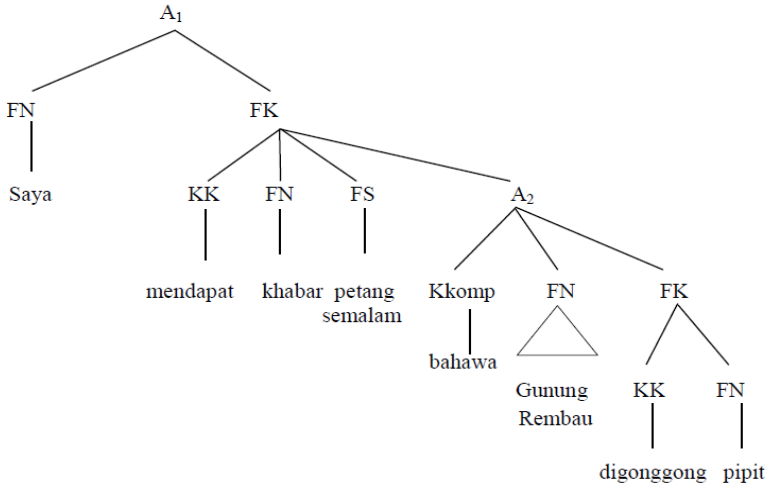 A₁
FN FK
Saya KK FN FS A₂
mendapat khabar petang semalam Kkomp FN FK
bahawa
Gunung Rembau KK FN
digonggong pipit